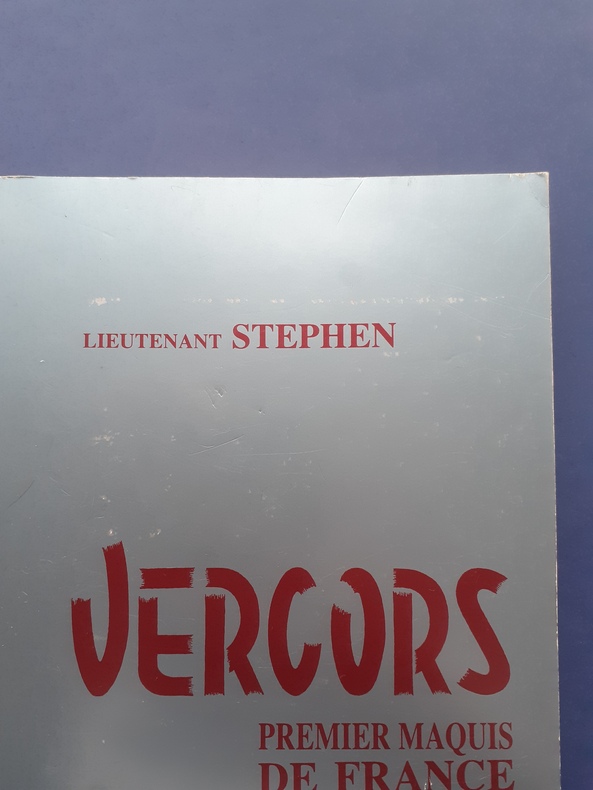 LIEUTENANT STEPHEN
VERCORS
PREMIER MAQUIS
DE FRANCE